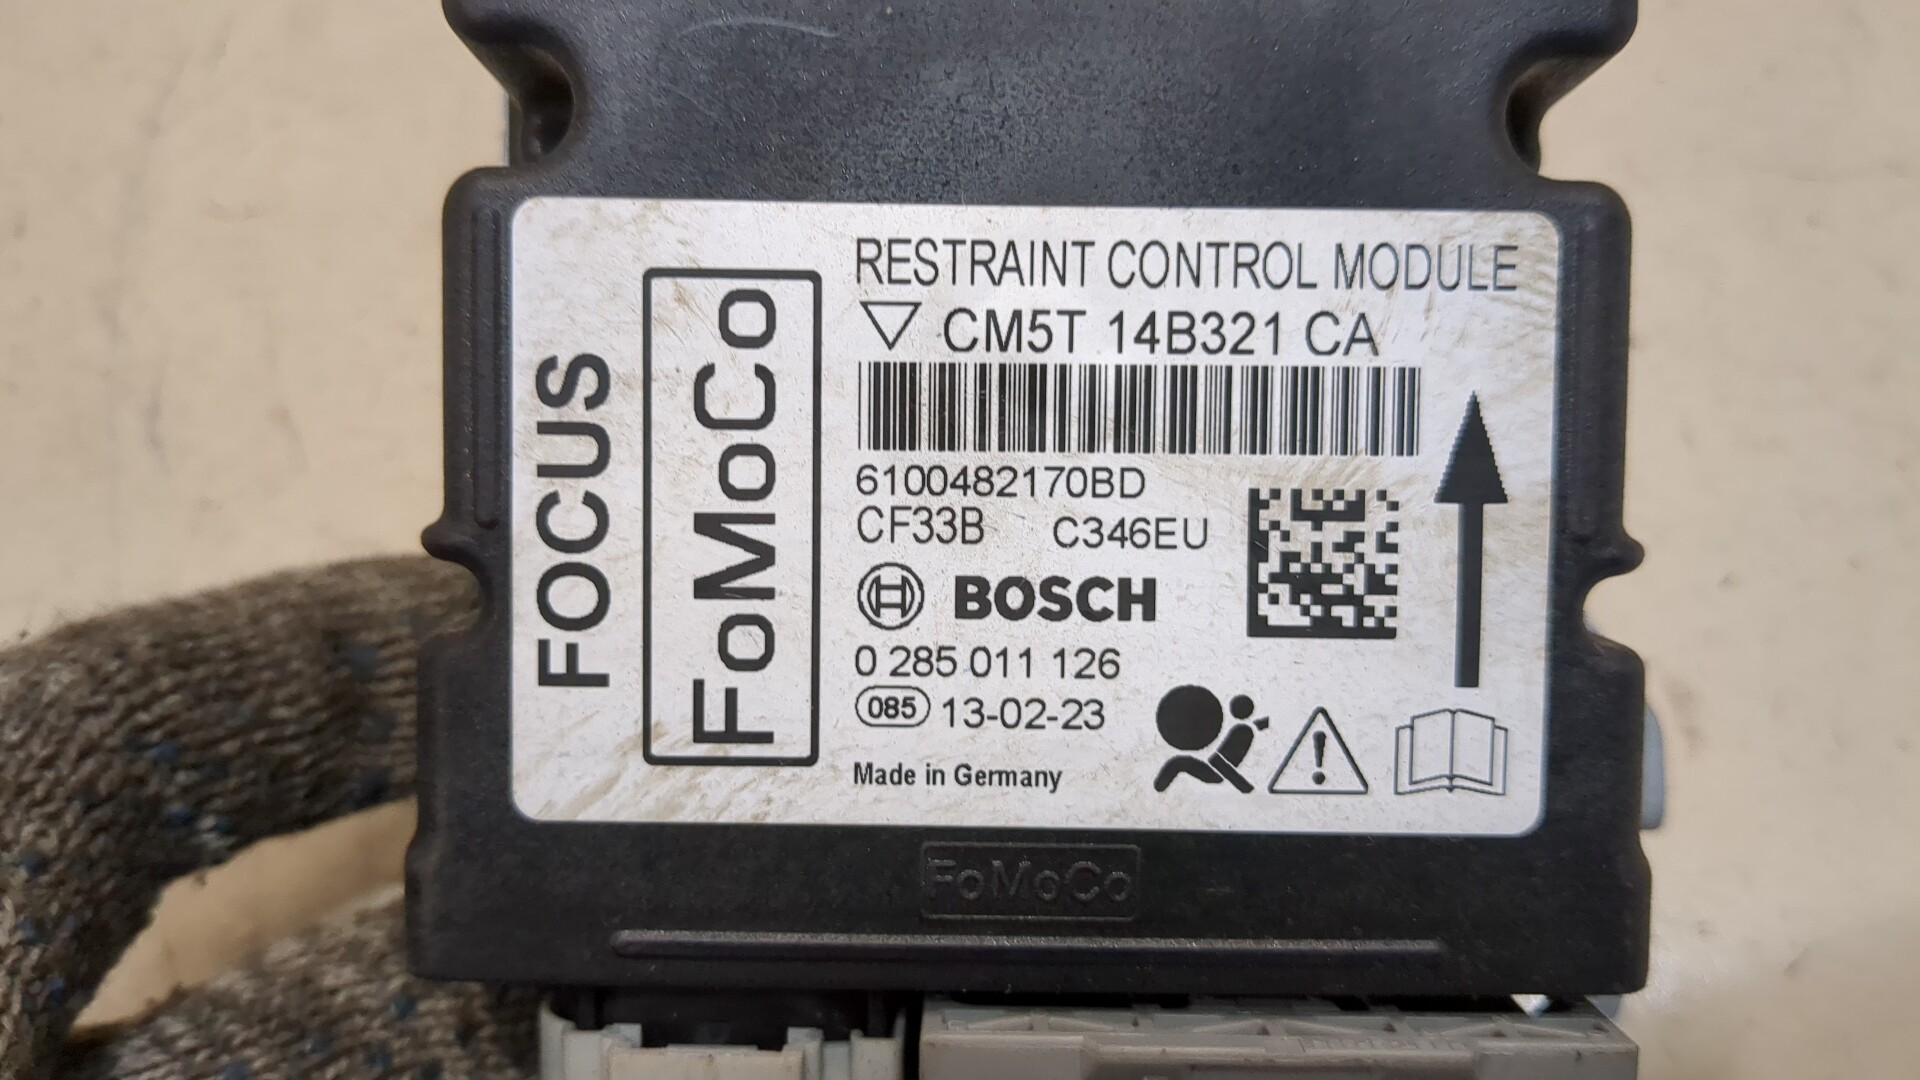 FOCUS
FoMoCo
RESTRAINT CONTROL MODULE
CM5T 14B321 CA
6100482170BD
CF33B C346EU
BOSCH
0 285 011 126
085 13-02-23
Made in Germany
FoMoCo